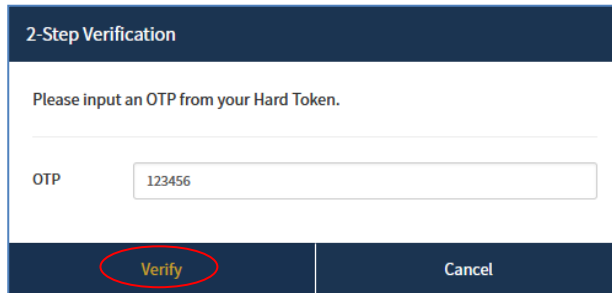 2-Step Verification
Please input an OTP from your Hard Token.
OTP 123456
Verify Cancel